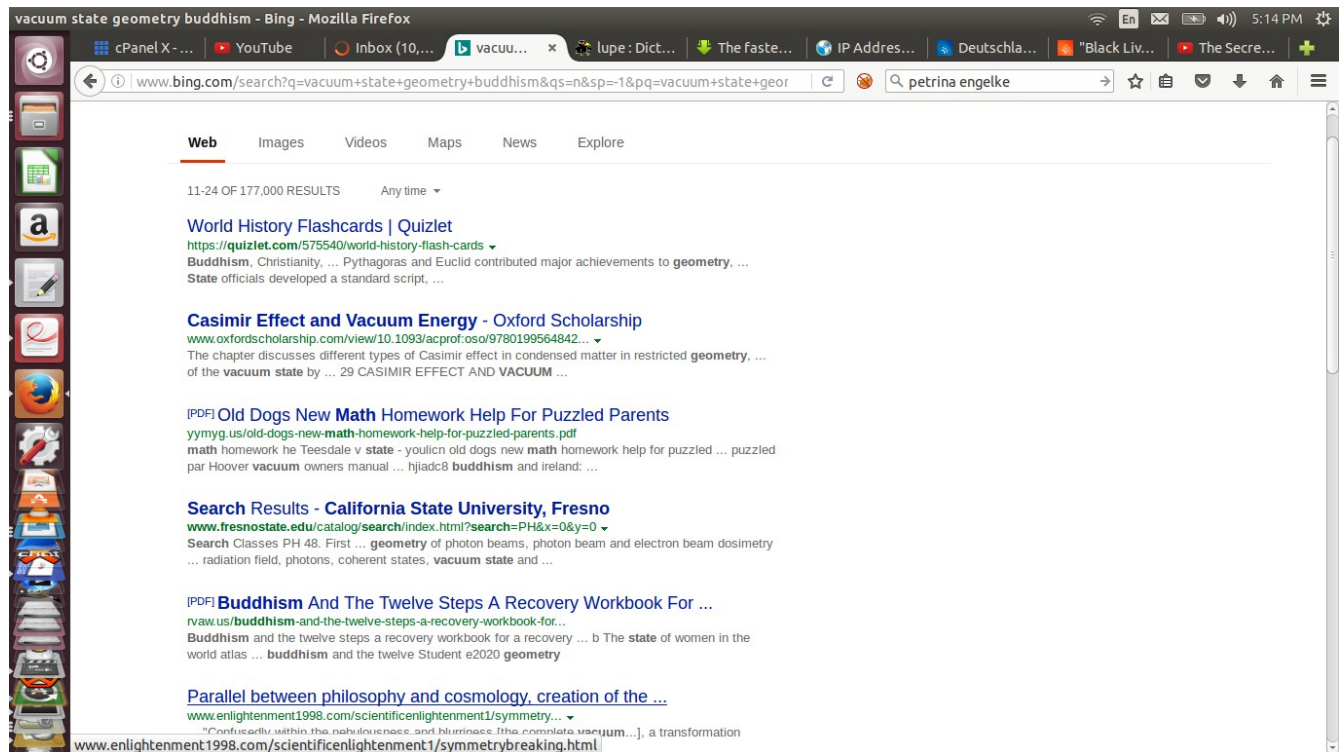 vacuum state geometry buddhism - Bing - Mozilla Firefox
En
5:14 PM
cPanel X - ...
YouTube
Inbox (10,...
vacuu...
lupe : Dict...
The faste...
IP Addres...
Deutschla...
"Black Liv...
The Secre...
www.bing.com/search?q=vacuum+state+geometry+buddhism&qs=n&sp=-1&pq=vacuum+state+geor
petrina engelke
Web Images Videos Maps News Explore
11-24 OF 177,000 RESULTS Any time
World History Flashcards | Quizlet
https://quizlet.com/575540/world-history-flash-cards
Buddhism, Christianity, ... Pythagoras and Euclid contributed major achievements to geometry, ...
State officials developed a standard script, ...
Casimir Effect and Vacuum Energy - Oxford Scholarship
www.oxfordscholarship.com/view/10.1093/acprof:oso/9780199564842...
The chapter discusses different types of Casimir effect in condensed matter in restricted geometry, ...
of the vacuum state by ... 29 CASIMIR EFFECT AND VACUUM ...
[PDF] Old Dogs New Math Homework Help For Puzzled Parents
yymyg.us/old-dogs-new-math-homework-help-for-puzzled-parents.pdf
math homework he Teesdale v state - youlicn old dogs new math homework help for puzzled ... puzzled
par Hoover vacuum owners manual ... hjiadc8 buddhism and ireland: ...
Search Results - California State University, Fresno
www.fresnostate.edu/catalog/search/index.html?search=PH&x=0&y=0
Search Classes PH 48. First ... geometry of photon beams, photon beam and electron beam dosimetry
... radiation field, photons, coherent states, vacuum state and ...
[PDF] Buddhism And The Twelve Steps A Recovery Workbook For ...
rvaw.us/buddhism-and-the-twelve-steps-a-recovery-workbook-for...
Buddhism and the twelve steps a recovery workbook for a recovery ... b The state of women in the
world atlas ... buddhism and the twelve Student e2020 geometry
Parallel between philosophy and cosmology, creation of the ...
www.enlightenment1998.com/scientificenlightenment1/symmetry...
"Confusedly within the nebulousness and blurriness [the complete vacuum...], a transformation
www.enlightenment1998.com/scientificenlightenment1/symmetrybreaking.html